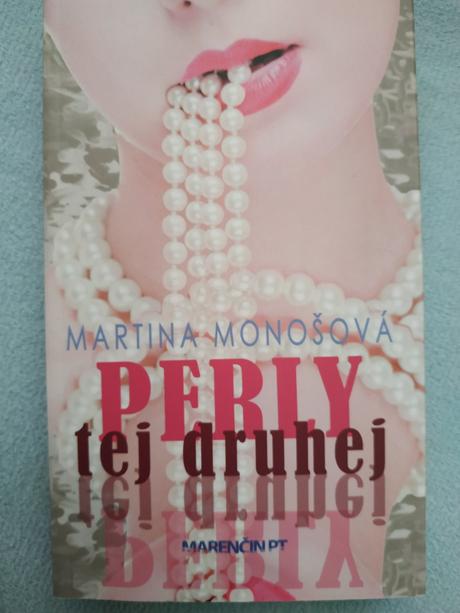 MARTINA MONOŠOVÁ
PERLY
tej druhej
MARENČIN PT